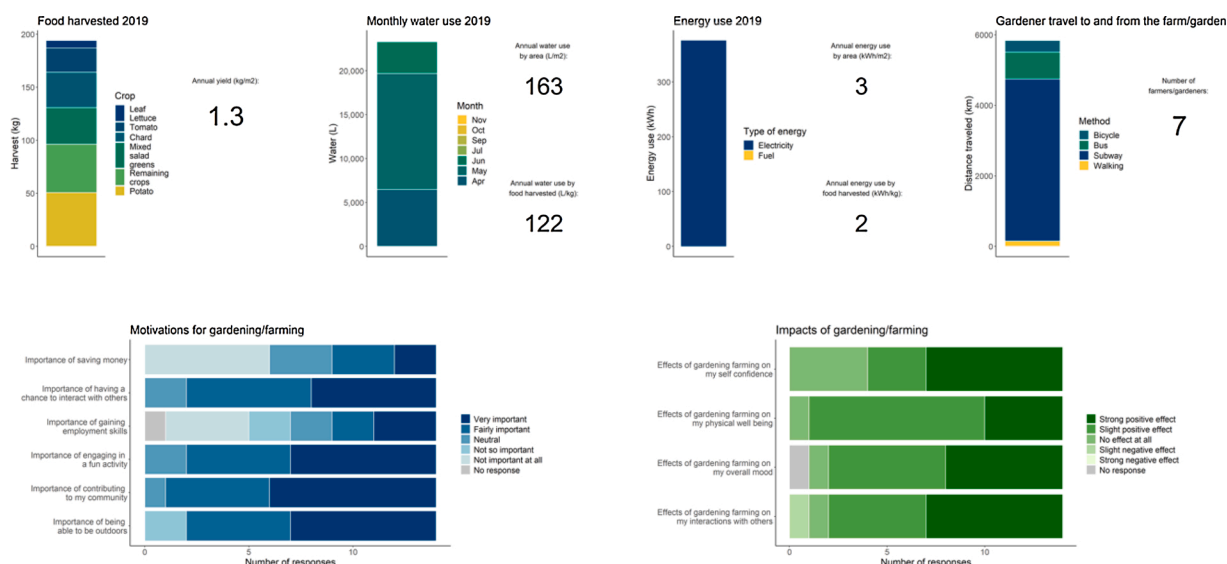 Food harvested 2019
200
150
100
50
0
Harvest (kg)
Crop
Leaf
Lettuce
Tomato
Chard
Mixed
salad
greens
Remaining
crops
Potato
Annual yield (kg/m2):
1.3
Monthly water use 2019
20,000
15,000
10,000
5,000
0
Water (L)
Month
Nov
Oct
Sep
Jul
Jun
May
Apr
Annual water use
by area (L/m2):
163
Annual water use by
food harvested (L/kg):
122
Energy use 2019
300
200
100
0
Energy use (kWh)
Type of energy
Electricity
Fuel
Annual energy use
by area (kWh/m2):
3
Annual energy use by
food harvested (kWh/kg):
2
Gardener travel to and from the farm/garden
6000
4000
2000
0
Distance traveled (km)
Method
Bicycle
Bus
Subway
Walking
Number of
farmers/gardeners:
7
Motivations for gardening/farming
Importance of saving money
Importance of having a
chance to interact with others
Importance of gaining
employment skills
Importance of engaging in
a fun activity
Importance of contributing
to my community
Importance of being
able to be outdoors
0
5
10
Number of responses
Very important
Fairly important
Neutral
Not so important
Not important at all
No response
Impacts of gardening/farming
Effects of gardening farming on
my self confidence
Effects of gardening farming on
my physical well being
Effects of gardening farming on
my overall mood
Effects of gardening farming on
my interactions with others
0
5
10
Number of responses
Strong positive effect
Slight positive effect
No effect at all
Slight negative effect
Strong negative effect
No response